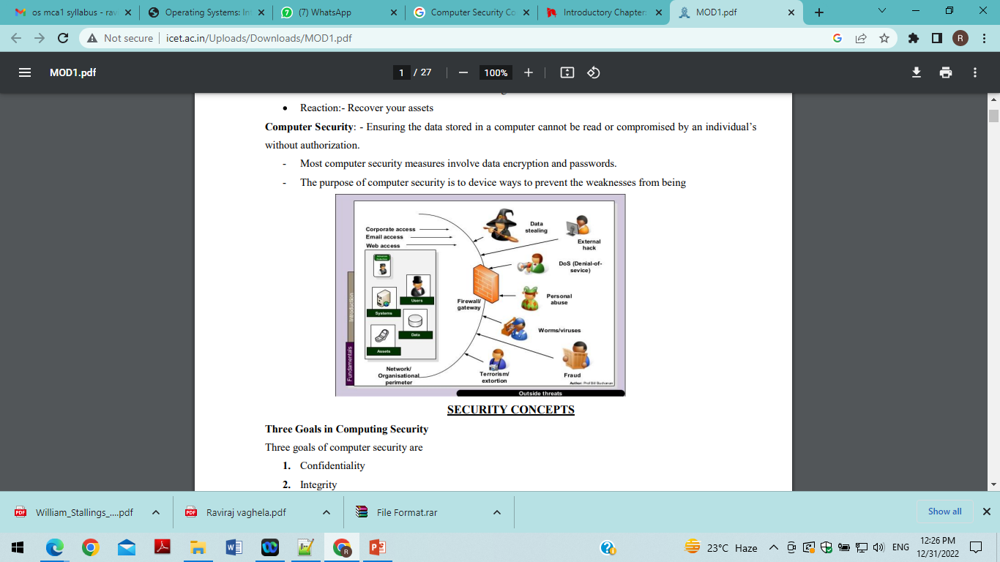 os mca1 syllabus - rav
Operating Systems: Int
(7) WhatsApp
Computer Security Co
Introductory Chapter:
MOD1.pdf
Not secure
icet.ac.in/Uploads/Downloads/MOD1.pdf
R
MOD1.pdf
1 / 27
100%
• Reaction:- Recover your assets
Computer Security: - Ensuring the data stored in a computer cannot be read or compromised by an individual's
without authorization.
- Most computer security measures involve data encryption and passwords.
- The purpose of computer security is to device ways to prevent the weaknesses from being
Corporate access
Email access
Web access
Data
stealing
External
hack
DoS (Denial-of-
sevice)
Personal
abuse
Worms/viruses
Fraud
Terrorism/
extortion
Firewall/
gateway
Users
Systems
Data
Assets
Network/
Organisational
perimeter
Introduction
Fundamentals
Author: Prof Bill Buchanan
Outside threats
SECURITY CONCEPTS
Three Goals in Computing Security
Three goals of computer security are
1. Confidentiality
2. Integrity
William_Stallings_....pdf
Raviraj vaghela.pdf
File Format.rar
Show all
23°C Haze
ENG
12:26 PM
12/31/2022